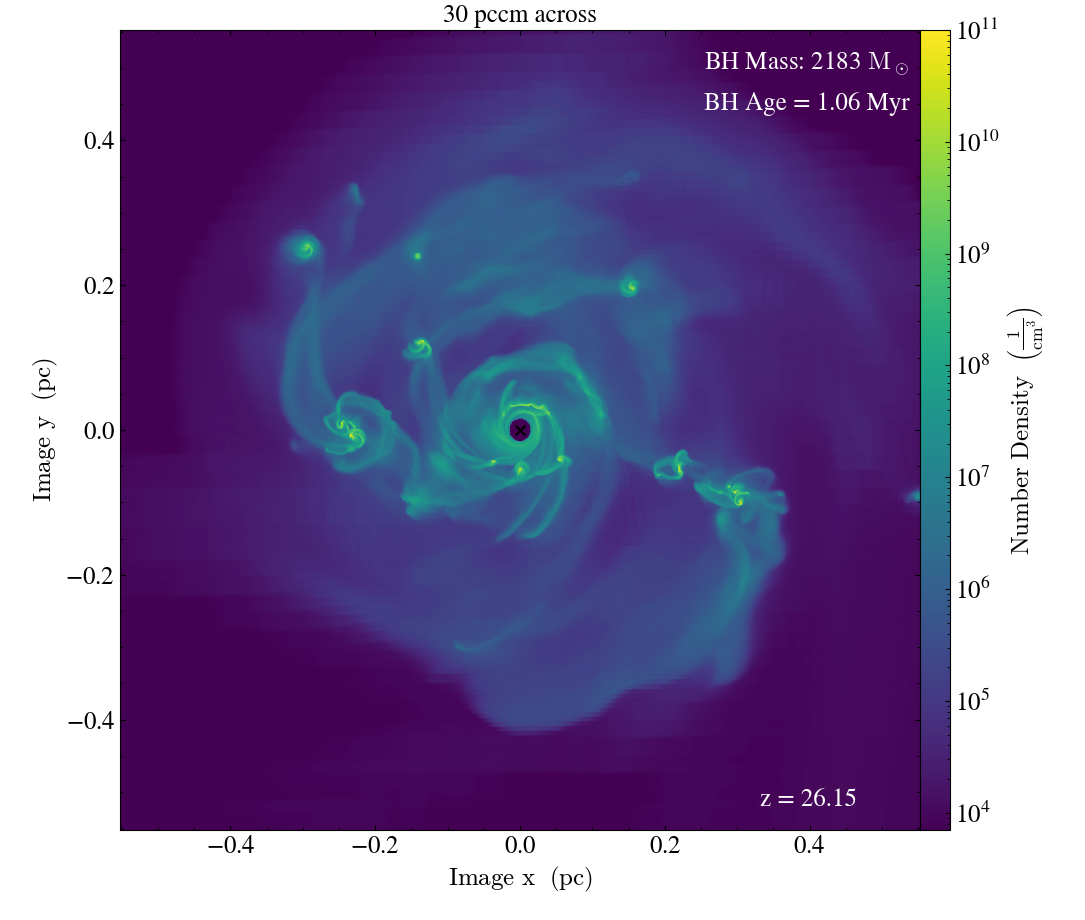 30 pccm across
BH Mass: 2183 M☉
BH Age = 1.06 Myr
z = 26.15
0.4
0.2
0.0
−0.2
−0.4
Image y (pc)
−0.4 −0.2 0.0 0.2 0.4
Image x (pc)
10¹¹
10¹⁰
10⁹
10⁸
10⁷
10⁶
10⁵
10⁴
Number Density (1/cm³)